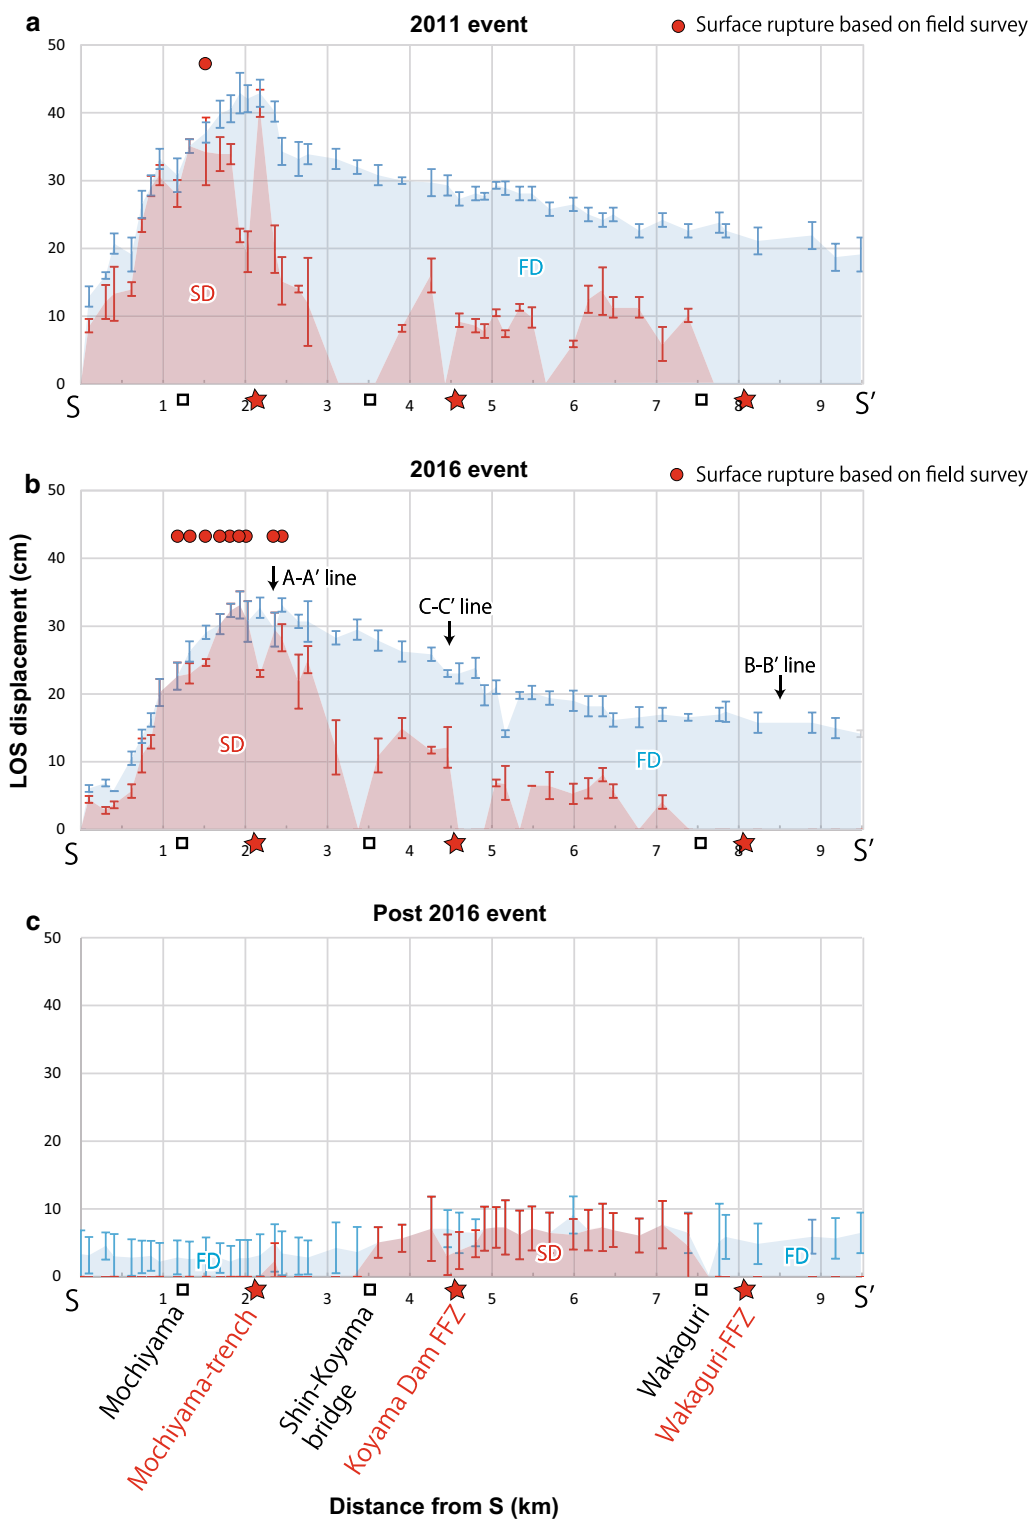 a
2011 event
Surface rupture based on field survey
50
40
30
20
10
0
SD
FD
S
1
2
3
4
5
6
7
8
9
S′
b
2016 event
Surface rupture based on field survey
LOS displacement (cm)
50
40
30
20
10
0
A-A′ line
C-C′ line
B-B′ line
SD
FD
S
1
2
3
4
5
6
7
8
9
S′
c
Post 2016 event
50
40
30
20
10
0
FD
SD
FD
S
1
2
3
4
5
6
7
8
9
S′
Mochiyama
Mochiyama-trench
Shin-Koyama
bridge
Koyama Dam FFZ
Wakaguri
Wakaguri-FFZ
Distance from S (km)